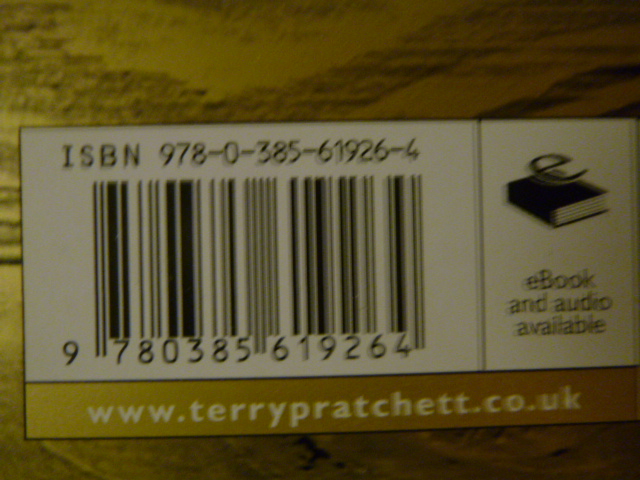 ISBN 978-0-385-61926-4
9 780385 619264
e
eBook
and audio
available
www.terrypratchett.co.uk